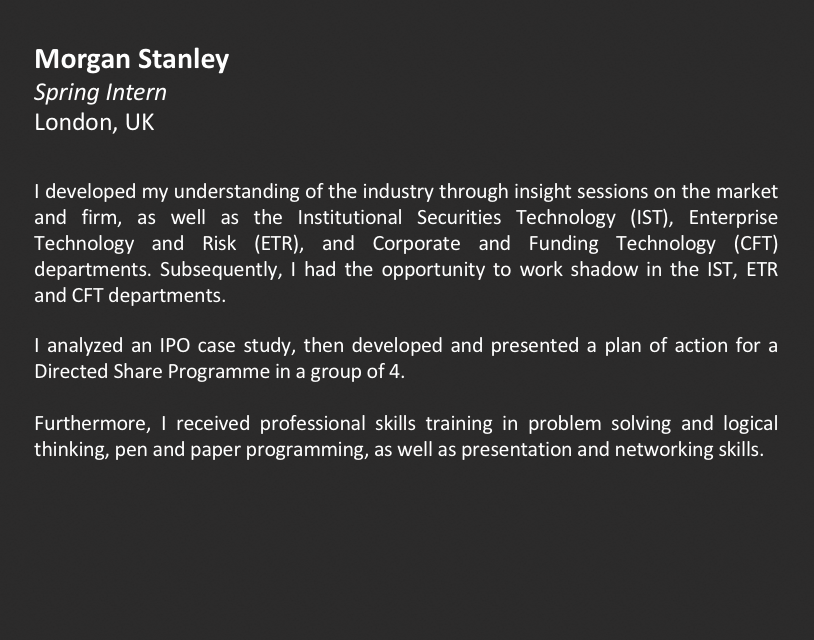 Morgan Stanley
Spring Intern
London, UK
I developed my understanding of the industry through insight sessions on the market
and firm, as well as the Institutional Securities Technology (IST), Enterprise
Technology and Risk (ETR), and Corporate and Funding Technology (CFT)
departments. Subsequently, I had the opportunity to work shadow in the IST, ETR
and CFT departments.
I analyzed an IPO case study, then developed and presented a plan of action for a
Directed Share Programme in a group of 4.
Furthermore, I received professional skills training in problem solving and logical
thinking, pen and paper programming, as well as presentation and networking skills.